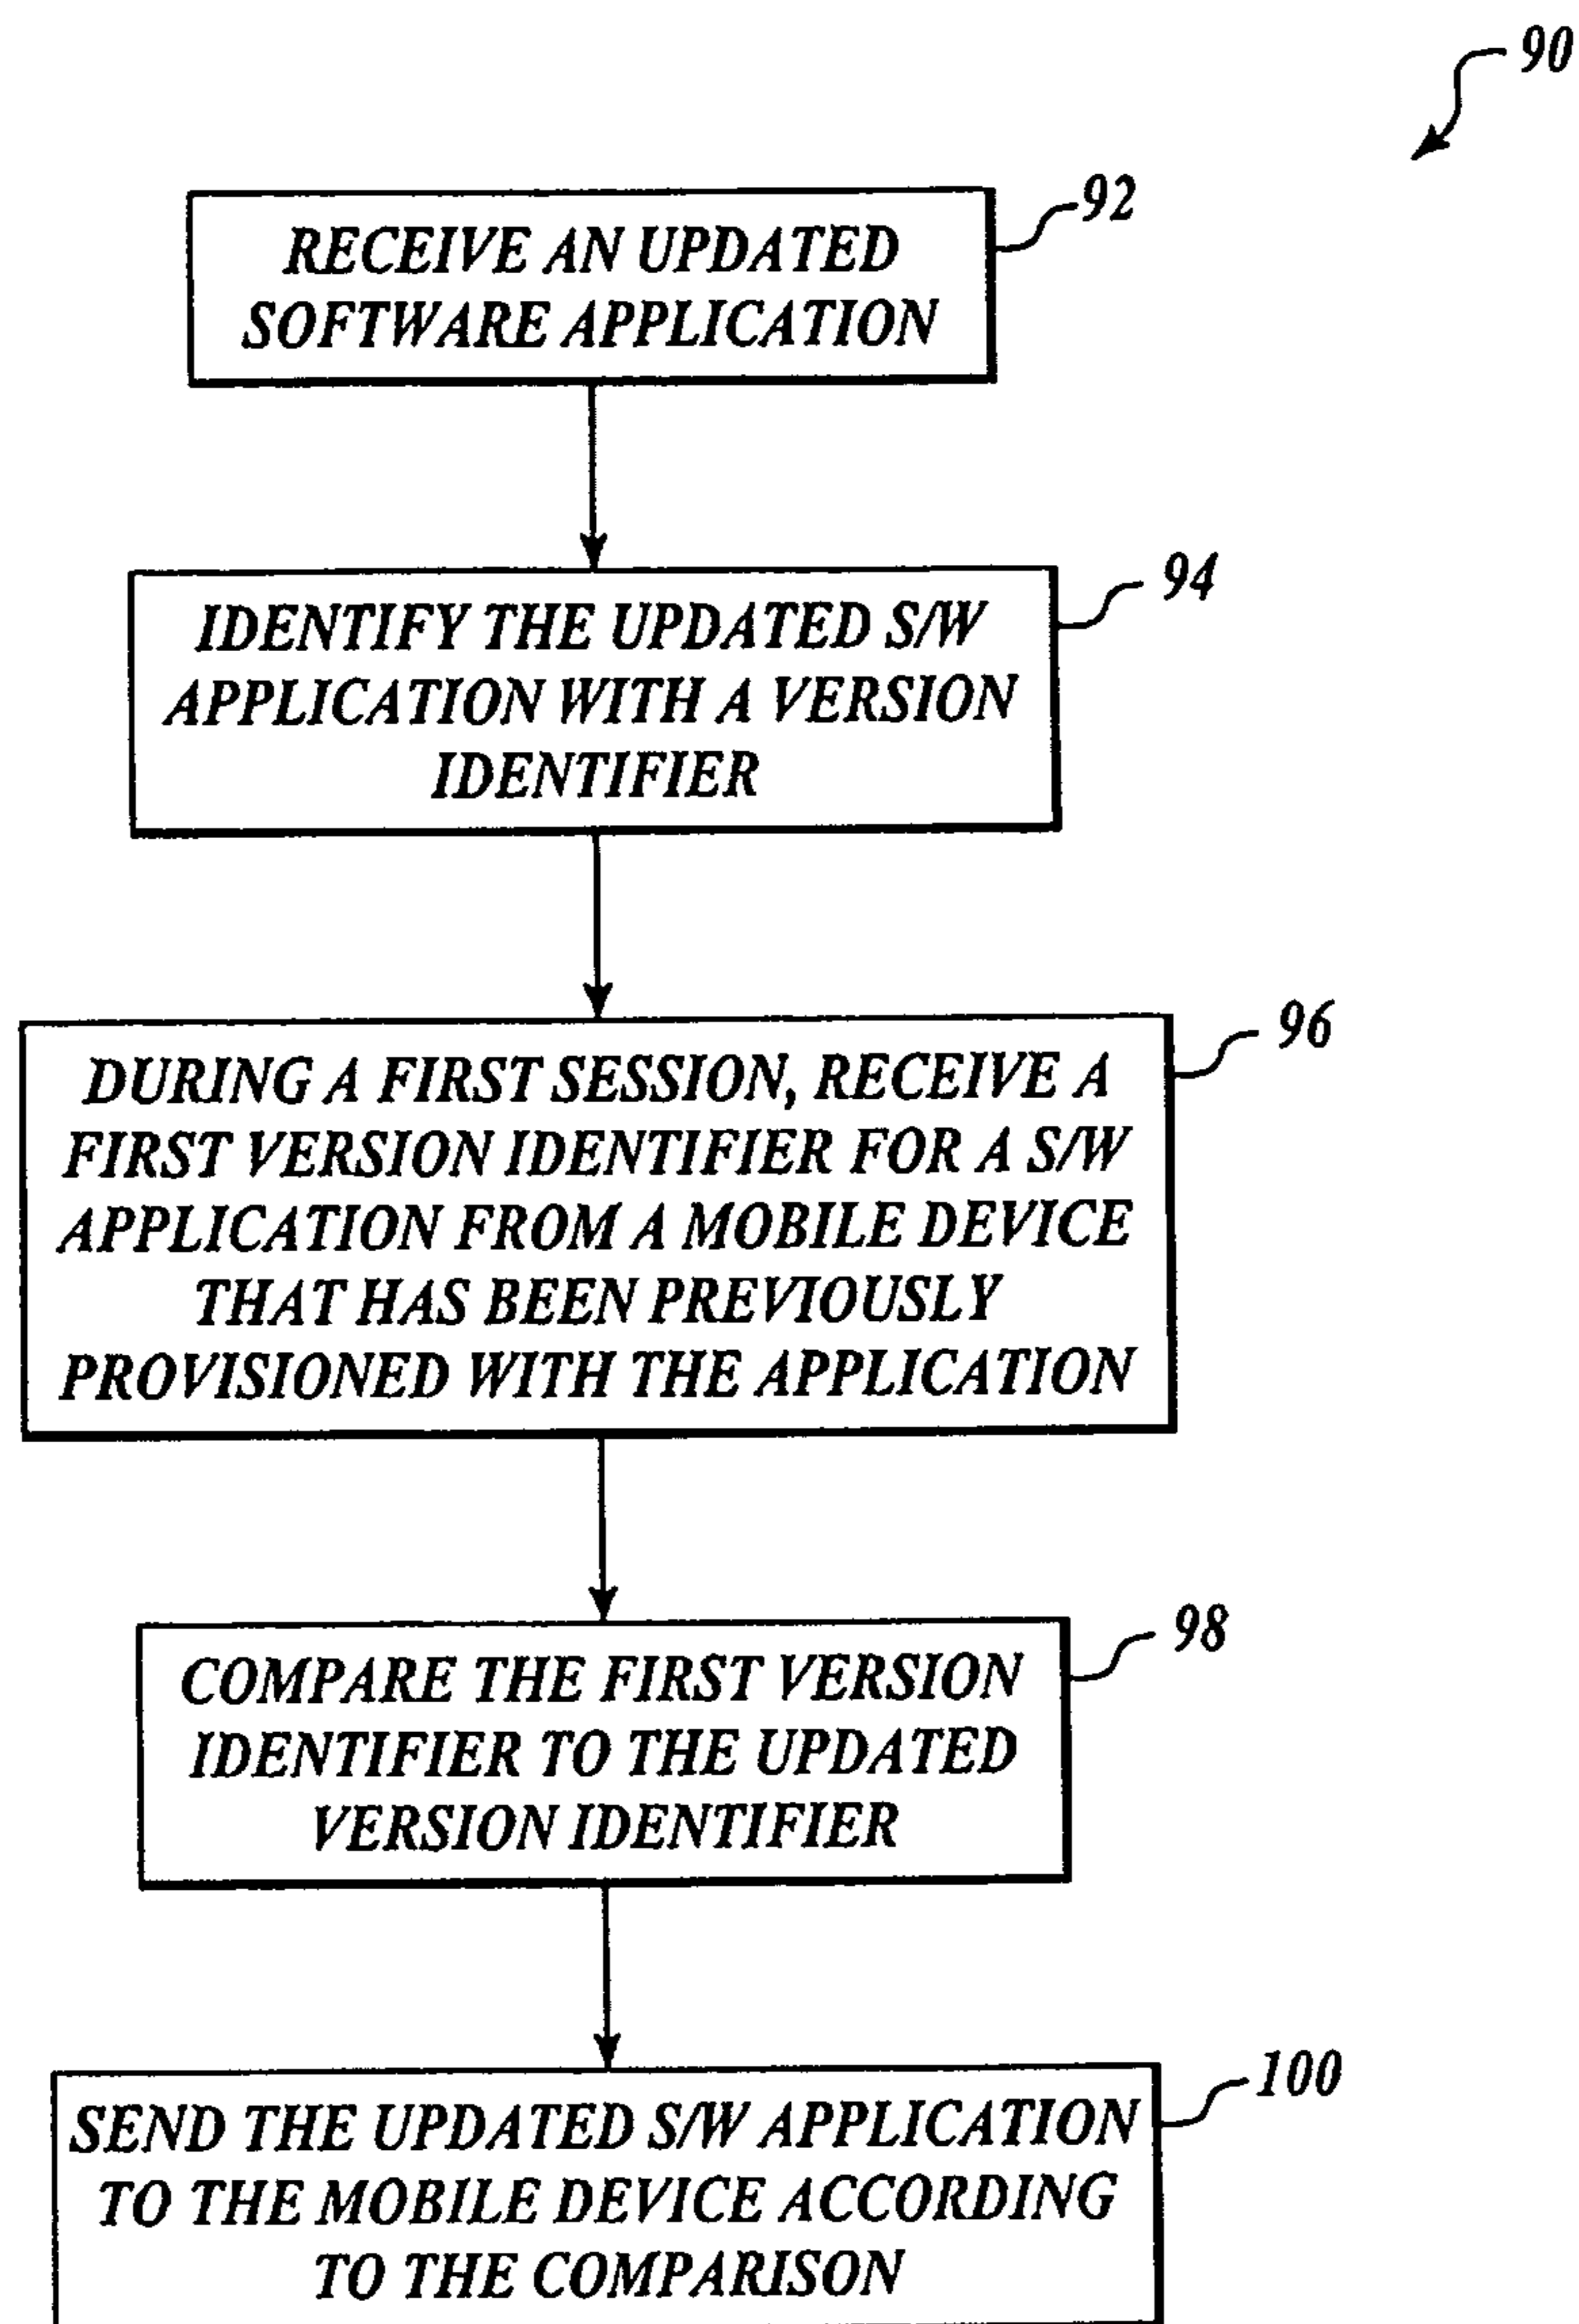 90
92
RECEIVE AN UPDATED
SOFTWARE APPLICATION
94
IDENTIFY THE UPDATED S/W
APPLICATION WITH A VERSION
IDENTIFIER
96
DURING A FIRST SESSION, RECEIVE A
FIRST VERSION IDENTIFIER FOR A S/W
APPLICATION FROM A MOBILE DEVICE
THAT HAS BEEN PREVIOUSLY
PROVISIONED WITH THE APPLICATION
98
COMPARE THE FIRST VERSION
IDENTIFIER TO THE UPDATED
VERSION IDENTIFIER
100
SEND THE UPDATED S/W APPLICATION
TO THE MOBILE DEVICE ACCORDING
TO THE COMPARISON